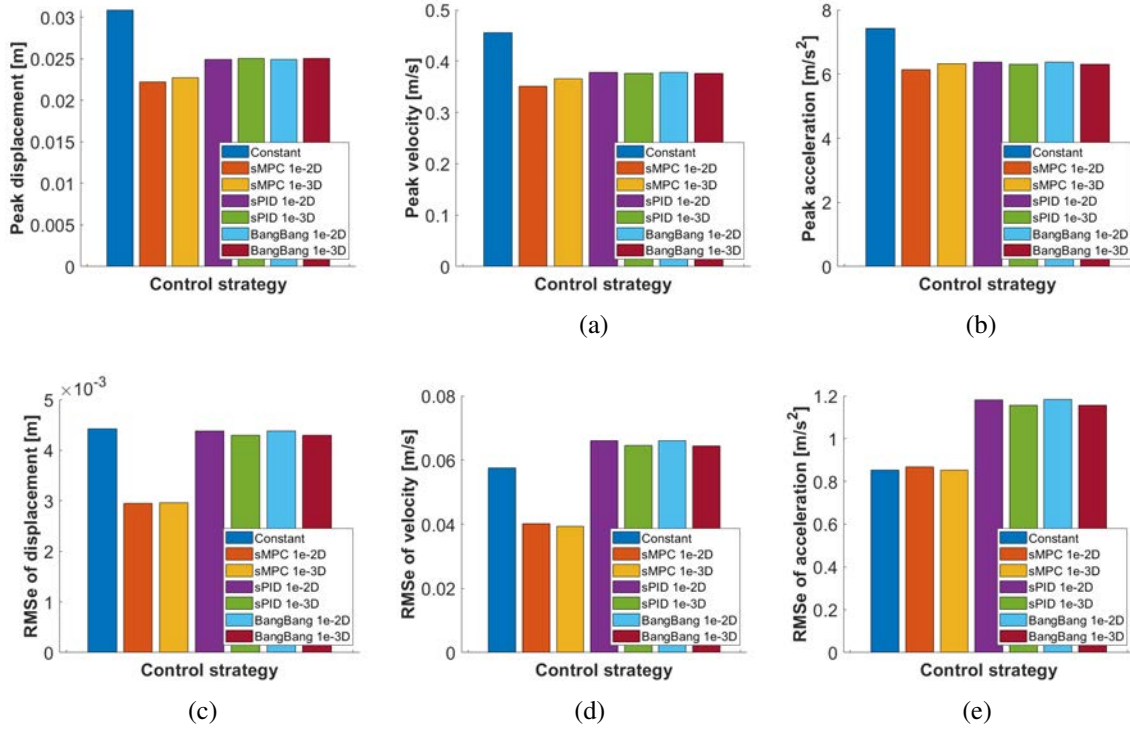 Peak displacement [m]
0.03
0.025
0.02
0.015
0.01
0.005
0
Constant
sMPC 1e-2D
sMPC 1e-3D
sPID 1e-2D
sPID 1e-3D
BangBang 1e-2D
BangBang 1e-3D
Control strategy
Peak velocity [m/s]
0.5
0.4
0.3
0.2
0.1
0
Constant
sMPC 1e-2D
sMPC 1e-3D
sPID 1e-2D
sPID 1e-3D
BangBang 1e-2D
BangBang 1e-3D
Control strategy
(a)
Peak acceleration [m/s²]
8
6
4
2
0
Constant
sMPC 1e-2D
sMPC 1e-3D
sPID 1e-2D
sPID 1e-3D
BangBang 1e-2D
BangBang 1e-3D
Control strategy
(b)
RMSe of displacement [m]
×10⁻³
5
4
3
2
1
0
Constant
sMPC 1e-2D
sMPC 1e-3D
sPID 1e-2D
sPID 1e-3D
BangBang 1e-2D
BangBang 1e-3D
Control strategy
(c)
RMSe of velocity [m/s]
0.08
0.06
0.04
0.02
0
Constant
sMPC 1e-2D
sMPC 1e-3D
sPID 1e-2D
sPID 1e-3D
BangBang 1e-2D
BangBang 1e-3D
Control strategy
(d)
RMSe of acceleration [m/s²]
1.2
1
0.8
0.6
0.4
0.2
0
Constant
sMPC 1e-2D
sMPC 1e-3D
sPID 1e-2D
sPID 1e-3D
BangBang 1e-2D
BangBang 1e-3D
Control strategy
(e)